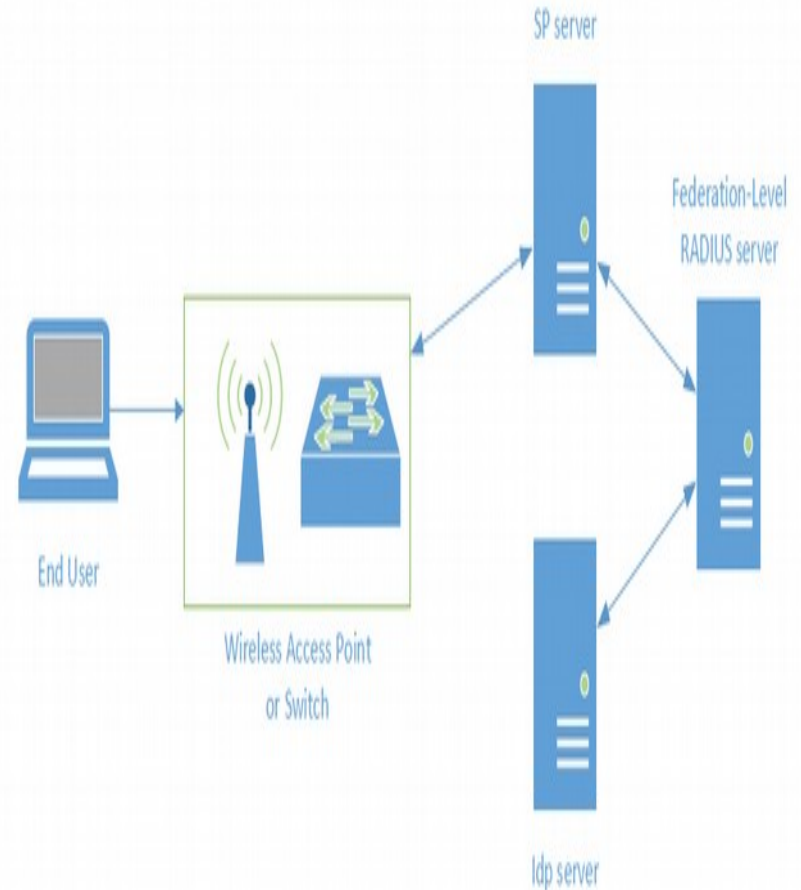 SP server
Federation-Level
RADIUS server
End User
Wireless Access Point
or Switch
Idp server